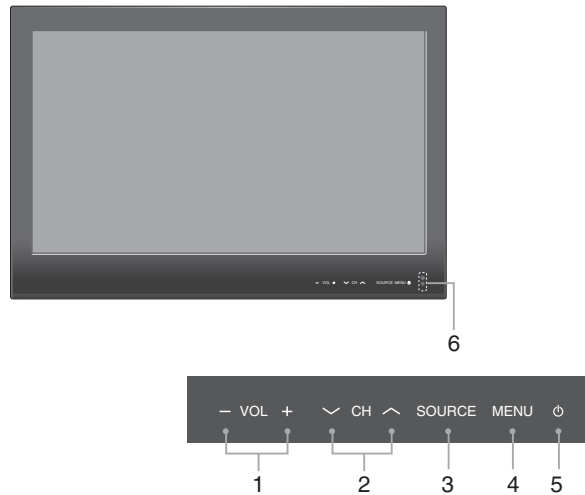 − VOL + ﹀ CH ︿ SOURCE MENU ⏻
6
− VOL + ﹀ CH ︿ SOURCE MENU ⏻
1 2 3 4 5